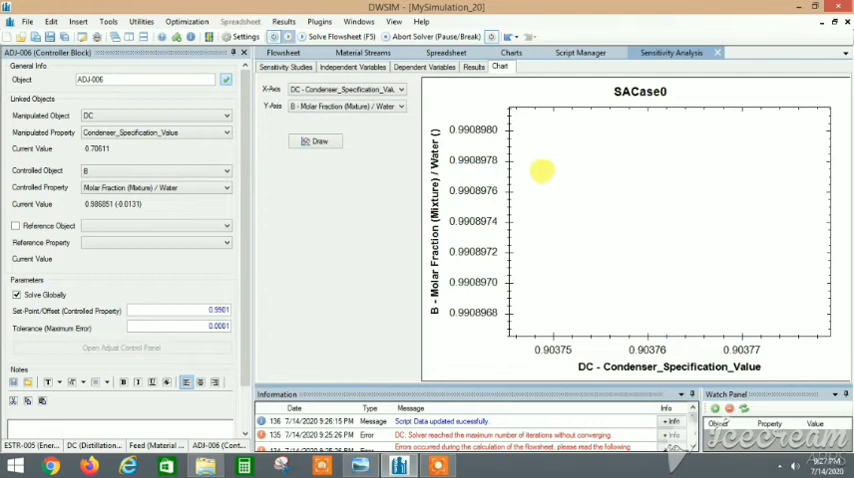 DWSIM - [MySimulation_20]
File Edit Insert Tools Utilities Optimization Spreadsheet Results Plugins Windows View Help
Settings Solve Flowsheet (F5) Abort Solver (Pause/Break)
ADJ-006 (Controller Block)
General Info
Object ADJ-006
Linked Objects
Manipulated Object DC
Manipulated Property Condenser_Specification_Value
Current Value 0.70611
Controlled Object B
Controlled Property Molar Fraction (Mixture) / Water
Current Value 0.986851 (-0.0131)
Reference Object
Reference Property
Current Value
Parameters
Solve Globally
Set-Point/Offset (Controlled Property) 0.9901
Tolerance (Maximum Error) 0.0001
Open Adjust Control Panel
Notes
ESTR-005 (Ener... DC (Distillation... Feed (Material ... ADJ-006 (Cont...
Flowsheet Material Streams Spreadsheet Charts Script Manager Sensitivity Analysis
Sensitivity Studies Independent Variables Dependent Variables Results Chart
X-Axis DC - Condenser_Specification_Valu
Y-Axis B - Molar Fraction (Mixture) / Water
Draw
SACase0
B - Molar Fraction (Mixture) / Water ()
0.9908980
0.9908978
0.9908976
0.9908974
0.9908972
0.9908970
0.9908968
0.90375 0.90376 0.90377
DC - Condenser_Specification_Value
Information
Date Type Message Info
136 7/14/2020 9:26:15 PM Message Script Data updated sucessfully. + Info
135 7/14/2020 9:25:26 PM Error DC: Solver reached the maximum number of iterations without converging. + Info
Errors occurred during the calculation of the flowsheet, please read the following
Watch Panel
Object Property Value
Icecream
APPS
9:27 PM
7/14/2020